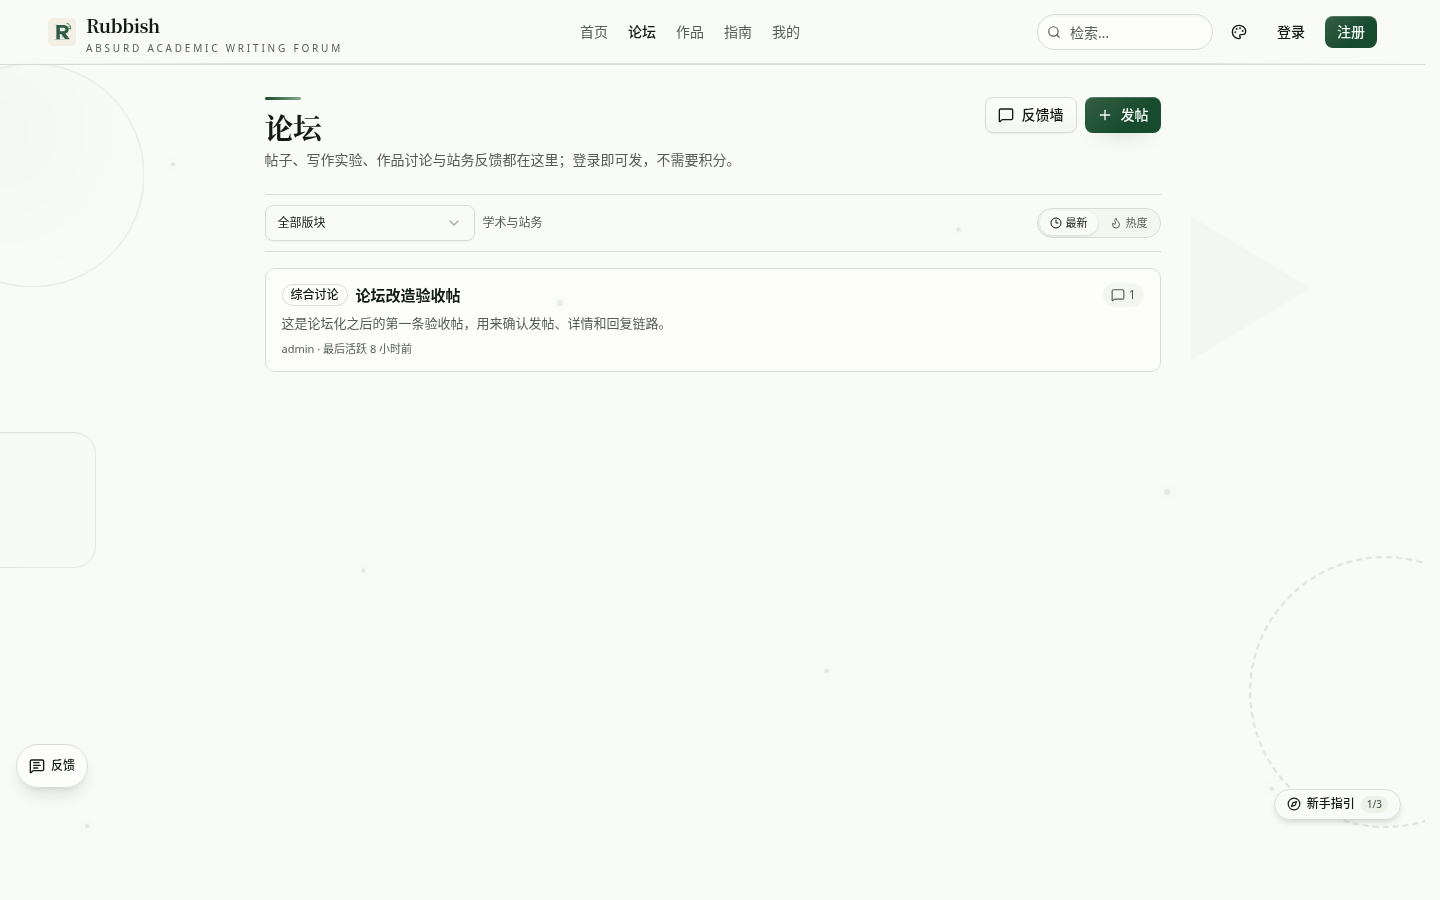 Rubbish
ABSURD ACADEMIC WRITING FORUM
首页 论坛 作品 指南 我的
检索...
登录
注册
论坛
反馈墙
发帖
帖子、写作实验、作品讨论与站务反馈都在这里；登录即可发，不需要积分。
全部版块
学术与站务
最新
热度
综合讨论 论坛改造验收帖
1
这是论坛化之后的第一条验收帖，用来确认发帖、详情和回复链路。
admin · 最后活跃 8 小时前
反馈
新手指引 1/3